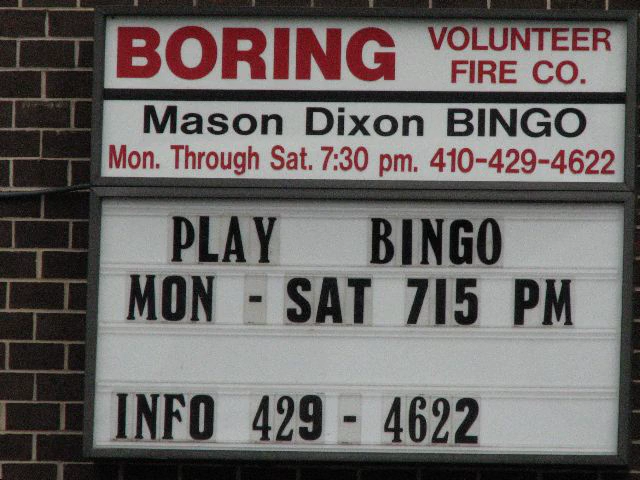 BORING VOLUNTEER
FIRE CO.
Mason Dixon BINGO
Mon. Through Sat. 7:30 pm. 410-429-4622
PLAY BINGO
MON - SAT 715 PM
INFO 429 - 4622